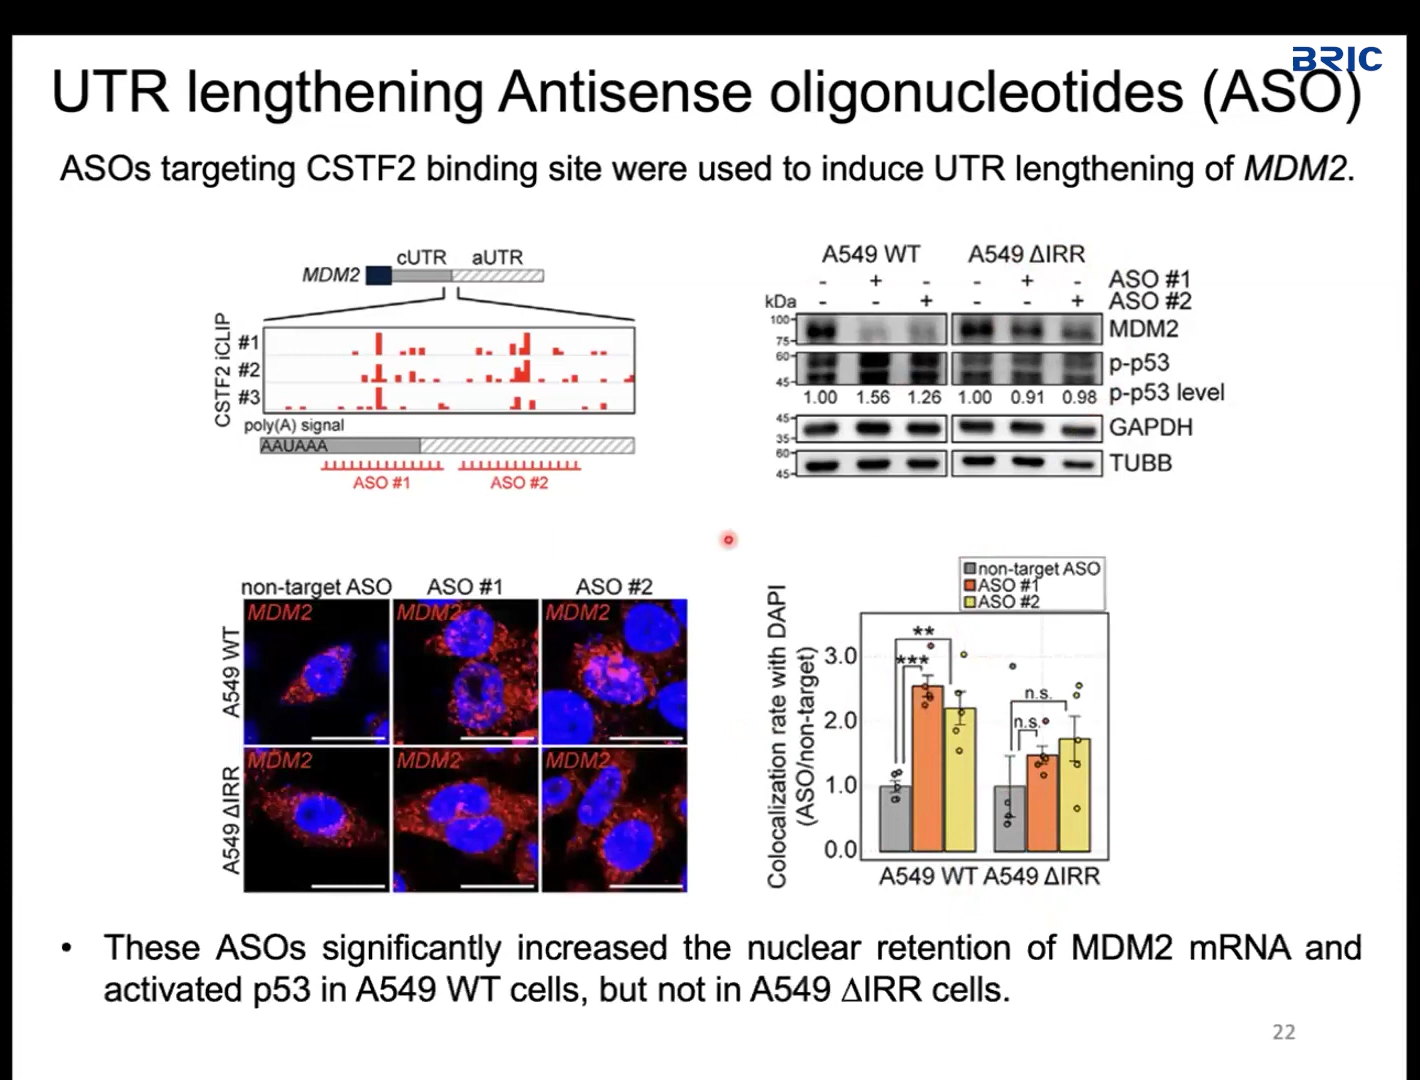 BRIC
UTR lengthening Antisense oligonucleotides (ASO)
ASOs targeting CSTF2 binding site were used to induce UTR lengthening of MDM2.
cUTR aUTR
MDM2
CSTF2 iCLIP
#1
#2
#3
poly(A) signal
AAUAAA
ASO #1 ASO #2
A549 WT A549 ΔIRR
- + - - + - ASO #1
kDa - - + - - + ASO #2
100-
75-
MDM2
60-
45-
p-p53
1.00 1.56 1.26 1.00 0.91 0.98 p-p53 level
45-
35-
GAPDH
60-
45-
TUBB
non-target ASO ASO #1 ASO #2
A549 WT
MDM2 MDM2 MDM2
A549 ΔIRR
MDM2 MDM2 MDM2
non-target ASO
ASO #1
ASO #2
Colocalization rate with DAPI
(ASO/non-target)
3.0
2.0
1.0
0.0
**
***
n.s.
n.s.
A549 WT A549 ΔIRR
• These ASOs significantly increased the nuclear retention of MDM2 mRNA and
activated p53 in A549 WT cells, but not in A549 ΔIRR cells.
22